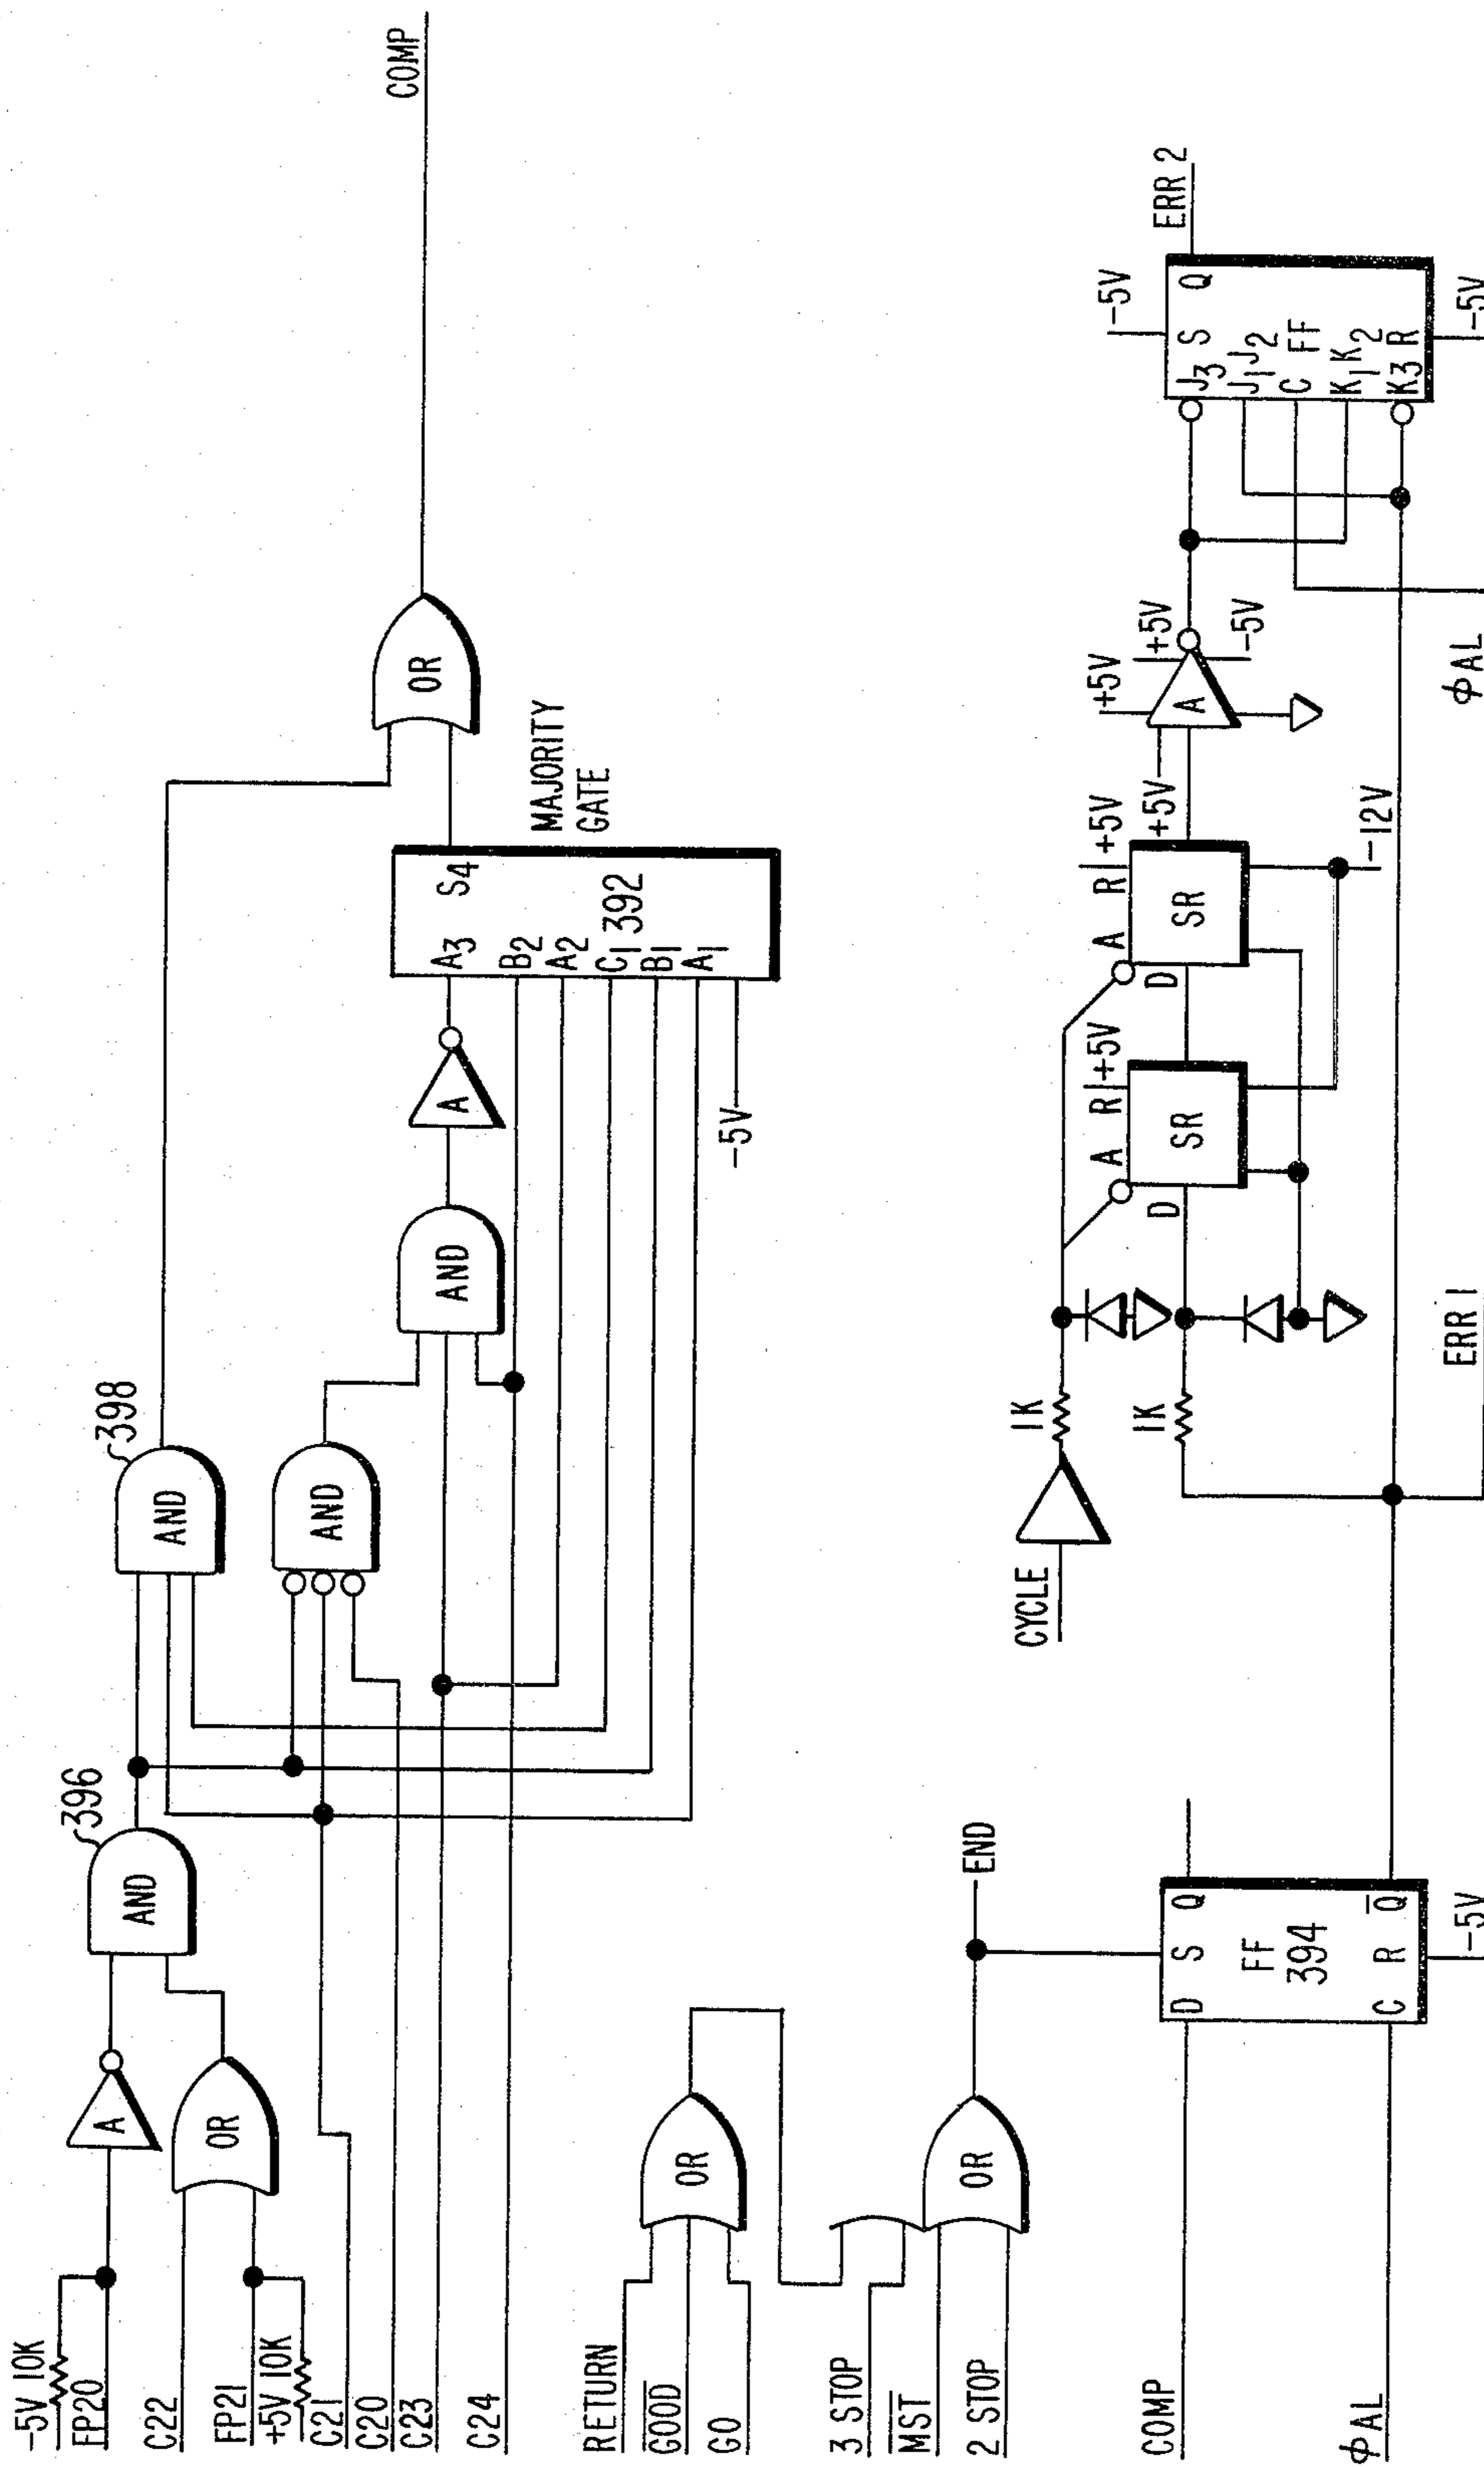 -5V 10K
FP20
C22
FP21
+5V 10K
C21
C20
C23
C24
A
OR
AND
396
AND
398
AND
AND
A
A3
B2
A2
C1
B1
A1
-5V
S4
392
MAJORITY
GATE
OR
COMP
RETURN
G̅O̅O̅D̅
GO
OR
3 STOP
M̅S̅T̅
2 STOP
OR
END
COMP
ϕAL
D S Q
FF
394
C R Q̅
-5V
CYCLE
1K
1K
ERR 1
A R +5V
D
SR
A R +5V
D
SR
-12V
+5V
+5V
+5V
A
-5V
ϕAL
-5V
J3 S Q
J1J2
C FF
K1K2
K3 R
-5V
ERR 2